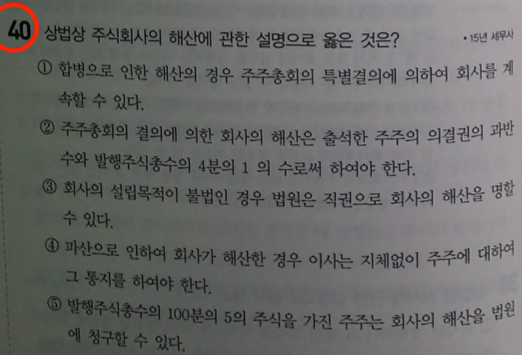 40 상법상 주식회사의 해산에 관한 설명으로 옳은 것은? • 15년 세무사
① 합병으로 인한 해산의 경우 주주총회의 특별결의에 의하여 회사를 계
속할 수 있다.
② 주주총회의 결의에 의한 회사의 해산은 출석한 주주의 의결권의 과반
수와 발행주식총수의 4분의 1 의 수로써 하여야 한다.
③ 회사의 설립목적이 불법인 경우 법원은 직권으로 회사의 해산을 명할
수 있다.
④ 파산으로 인하여 회사가 해산한 경우 이사는 지체없이 주주에 대하여
그 통지를 하여야 한다.
⑤ 발행주식총수의 100분의 5의 주식을 가진 주주는 회사의 해산을 법원
에 청구할 수 있다.